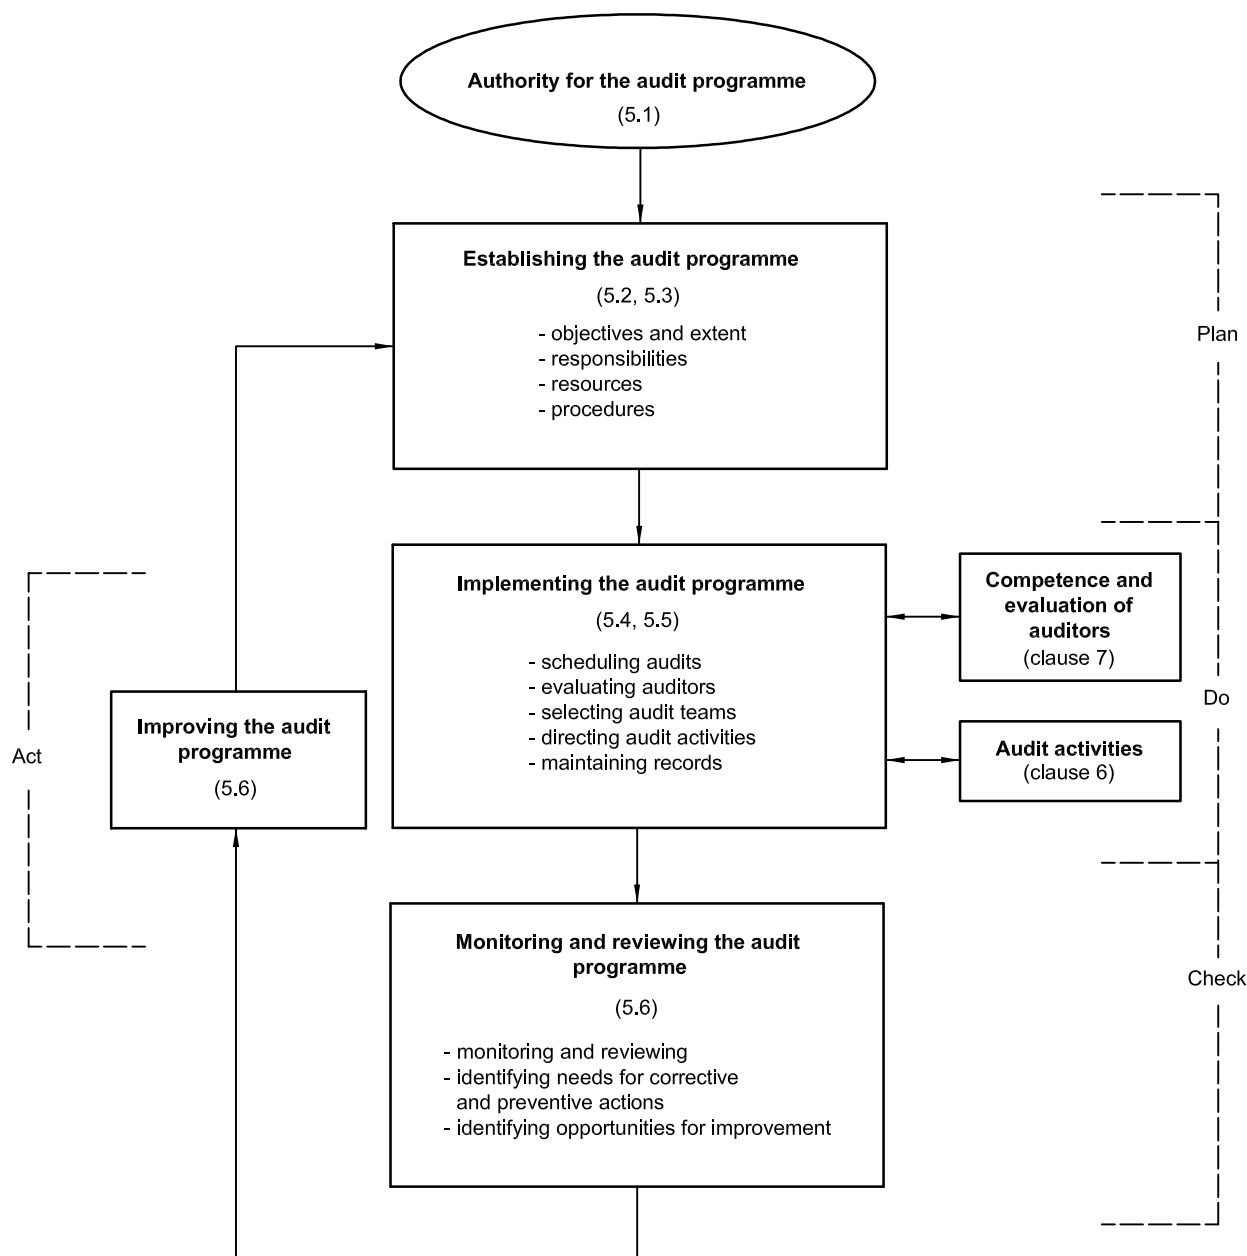 Authority for the audit programme
(5.1)
Establishing the audit programme
(5.2, 5.3)
- objectives and extent
- responsibilities
- resources
- procedures
Plan
Implementing the audit programme
(5.4, 5.5)
- scheduling audits
- evaluating auditors
- selecting audit teams
- directing audit activities
- maintaining records
Competence and
evaluation of
auditors
(clause 7)
Audit activities
(clause 6)
Do
Improving the audit
programme
(5.6)
Act
Monitoring and reviewing the audit
programme
(5.6)
- monitoring and reviewing
- identifying needs for corrective
and preventive actions
- identifying opportunities for improvement
Check